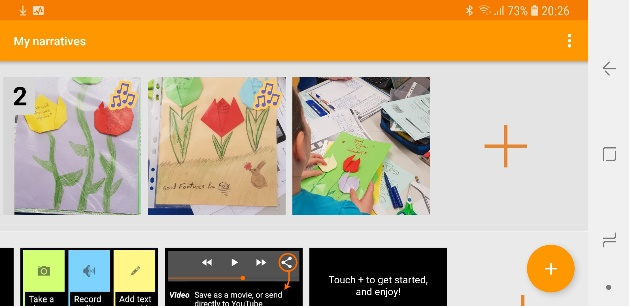 73% 20:26
My narratives
2
Good Fortunes for Fox
Take a
Record
Add text
Video Save as a movie, or send
directly to YouTube
Touch + to get started,
and enjoy!